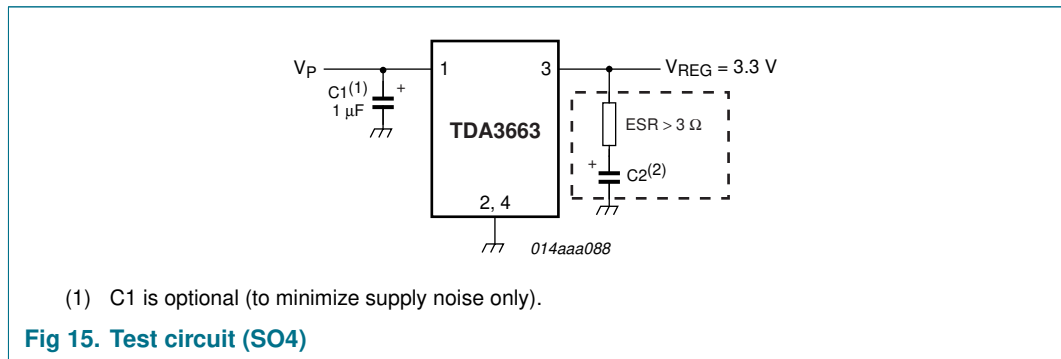 V_P
1
3
V_REG = 3.3 V
C1(1)
+
1 μF
TDA3663
ESR > 3 Ω
+
C2(2)
2, 4
014aaa088
(1) C1 is optional (to minimize supply noise only).
Fig 15. Test circuit (SO4)